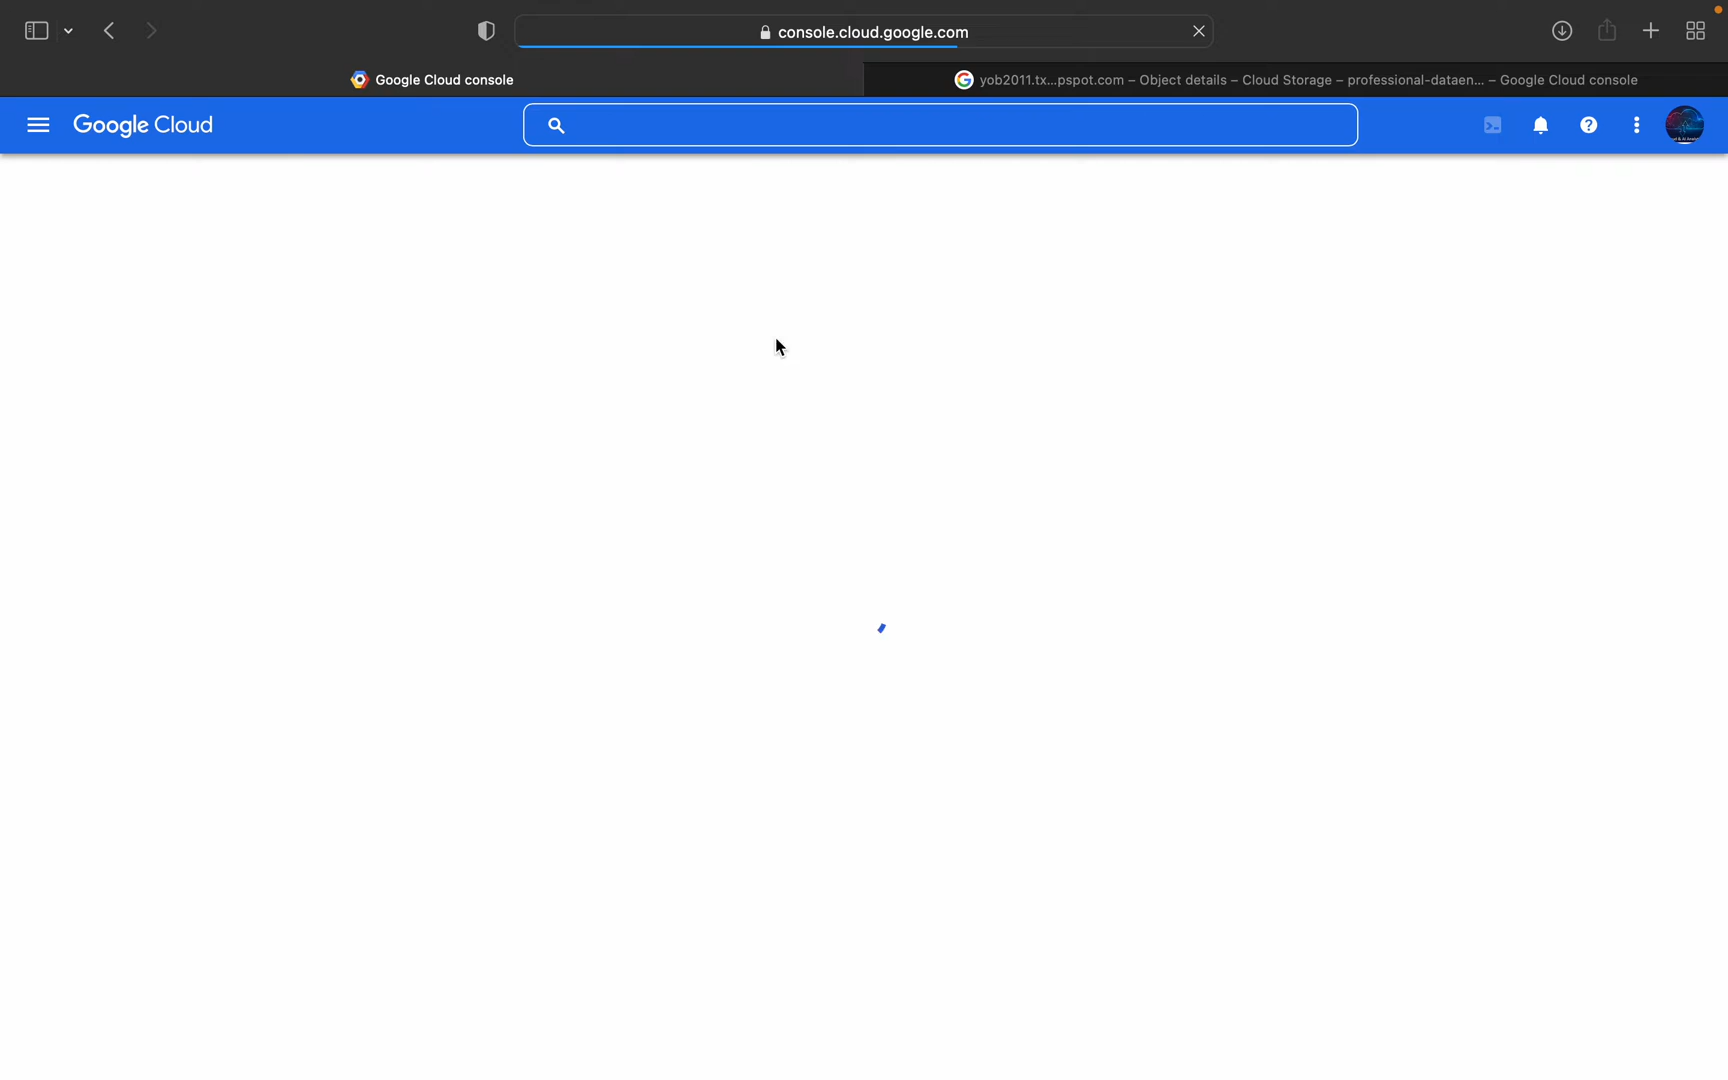 console.cloud.google.com
Google Cloud console
yob2011.tx...pspot.com – Object details – Cloud Storage – professional-dataen... – Google Cloud console
Google Cloud